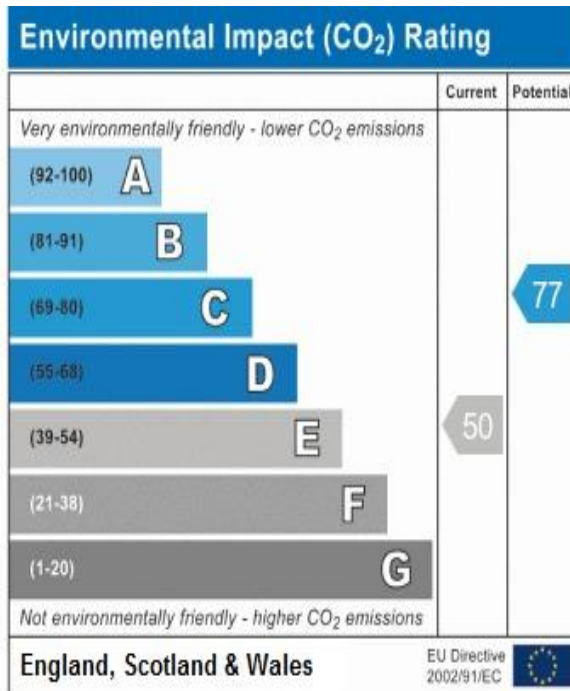 Environmental Impact (CO₂) Rating
Current Potential
Very environmentally friendly - lower CO₂ emissions
(92-100) A
(81-91) B
(69-80) C
77
(55-68) D
(39-54) E
50
(21-38) F
(1-20) G
Not environmentally friendly - higher CO₂ emissions
England, Scotland & Wales
EU Directive
2002/91/EC